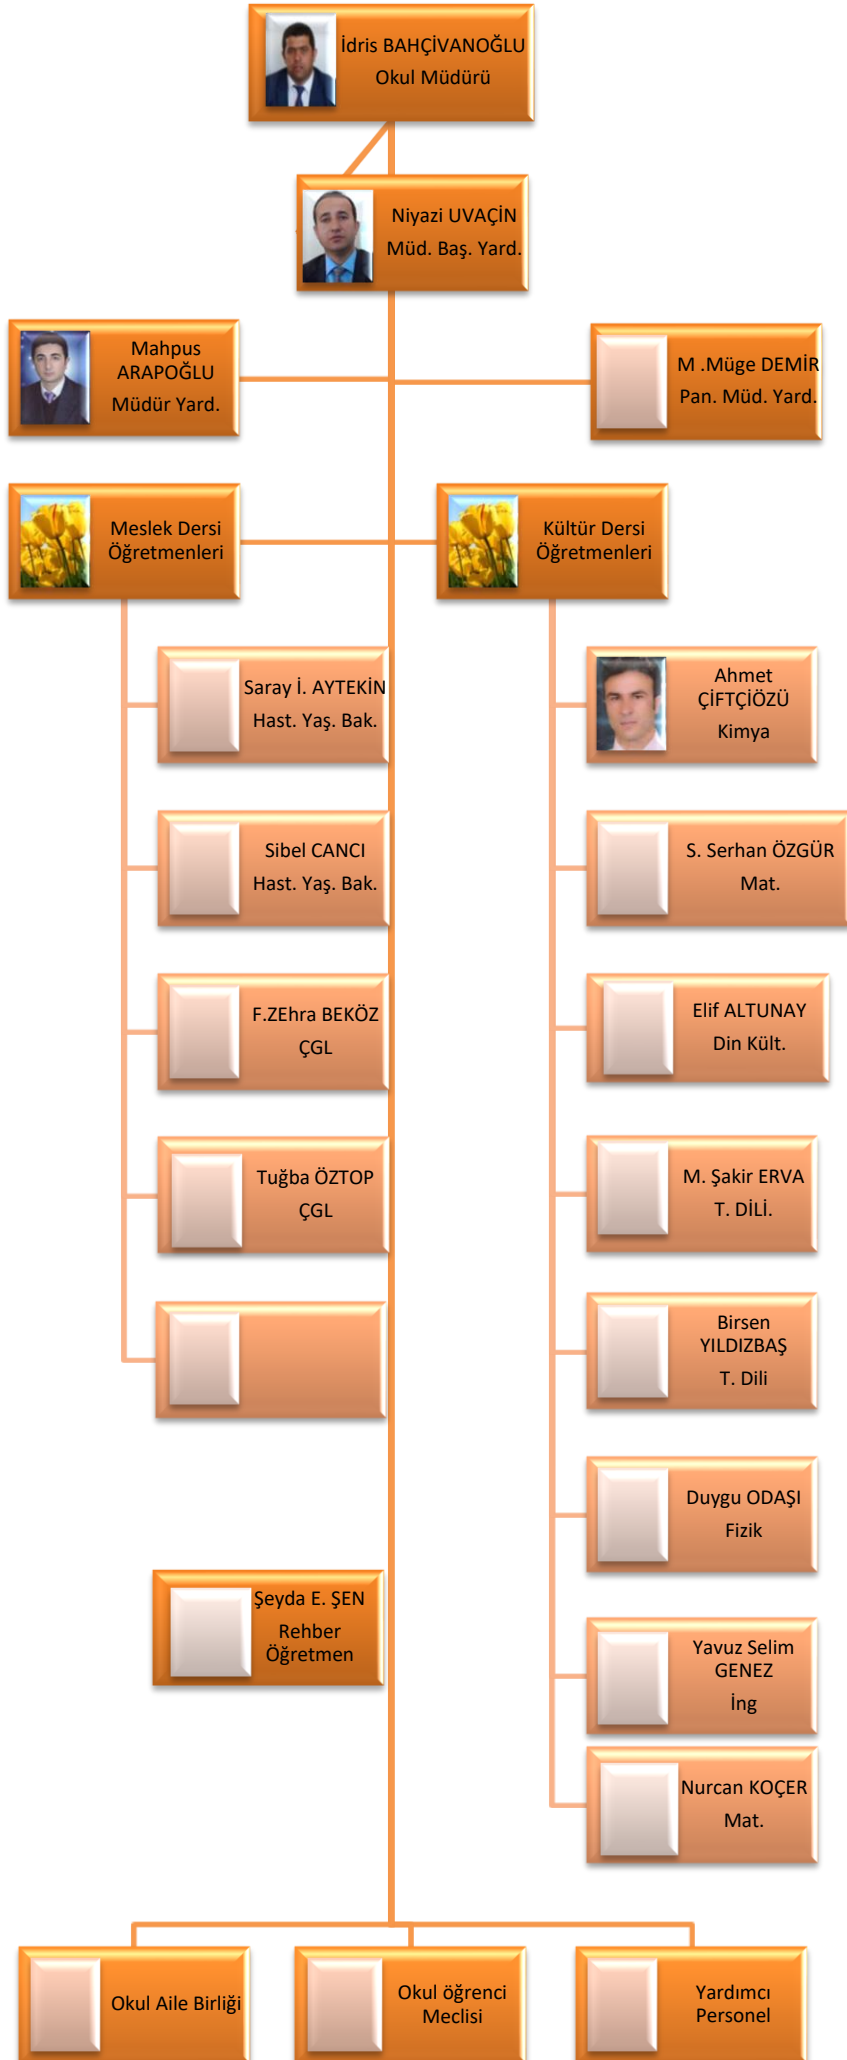 İdris BAHÇİVANOĞLU
Okul Müdürü
Niyazi UVAÇİN
Müd. Baş. Yard.
Mahpus
ARAPOĞLU
Müdür Yard.
M .Müge DEMİR
Pan. Müd. Yard.
Meslek Dersi
Öğretmenleri
Kültür Dersi
Öğretmenleri
Saray İ. AYTEKİN
Hast. Yaş. Bak.
Sibel CANCI
Hast. Yaş. Bak.
F.ZEhra BEKÖZ
ÇGL
Tuğba ÖZTOP
ÇGL
Ahmet
ÇİFTÇİÖZÜ
Kimya
S. Serhan ÖZGÜR
Mat.
Elif ALTUNAY
Din Kült.
M. Şakir ERVA
T. DİLİ.
Birsen
YILDIZBAŞ
T. Dili
Duygu ODAŞI
Fizik
Yavuz Selim
GENEZ
İng
Nurcan KOÇER
Mat.
Şeyda E. ŞEN
Rehber
Öğretmen
Okul Aile Birliği
Okul öğrenci
Meclisi
Yardımcı
Personel